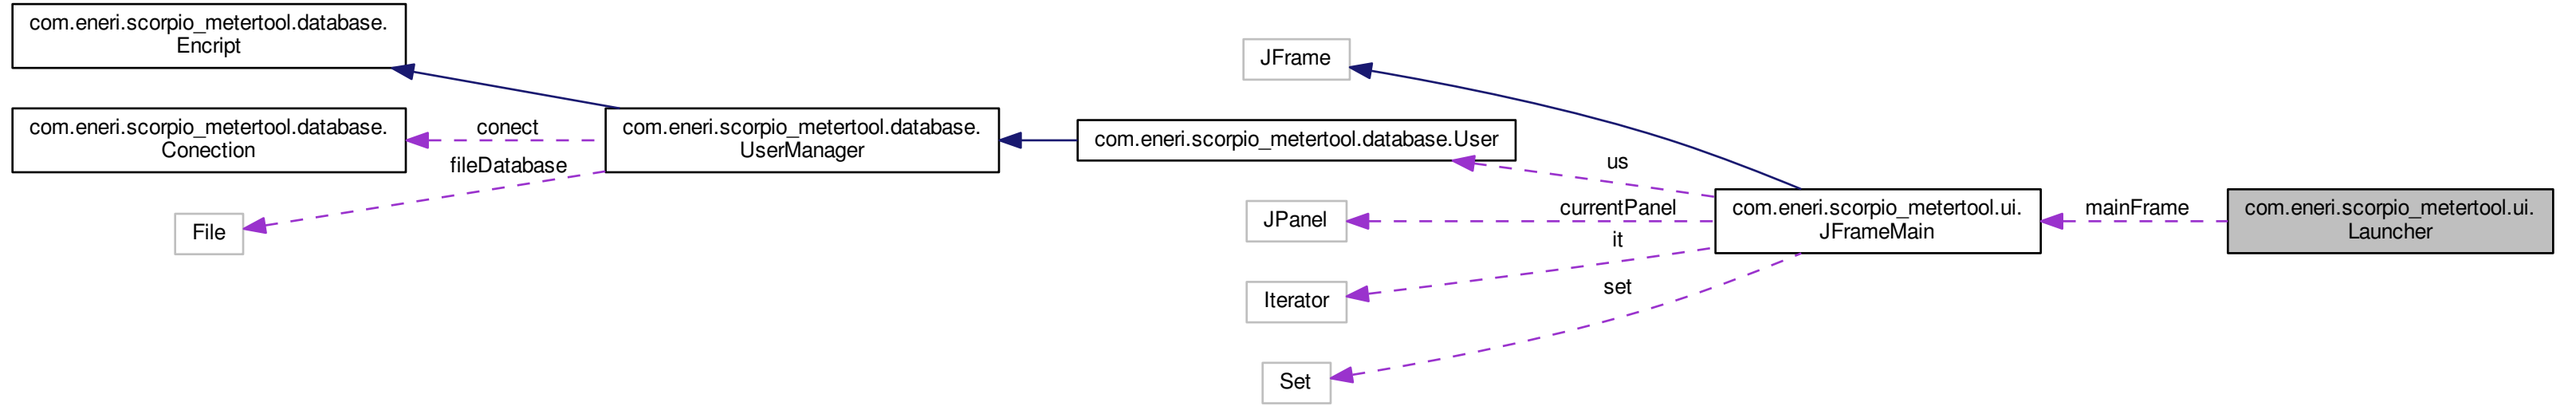 com.eneri.scorpio_metertool.database.
Encript
com.eneri.scorpio_metertool.database.
Conection
File
conect
fileDatabase
com.eneri.scorpio_metertool.database.
UserManager
com.eneri.scorpio_metertool.database.User
JFrame
JPanel
Iterator
Set
us
currentPanel
it
set
com.eneri.scorpio_metertool.ui.
JFrameMain
mainFrame
com.eneri.scorpio_metertool.ui.
Launcher